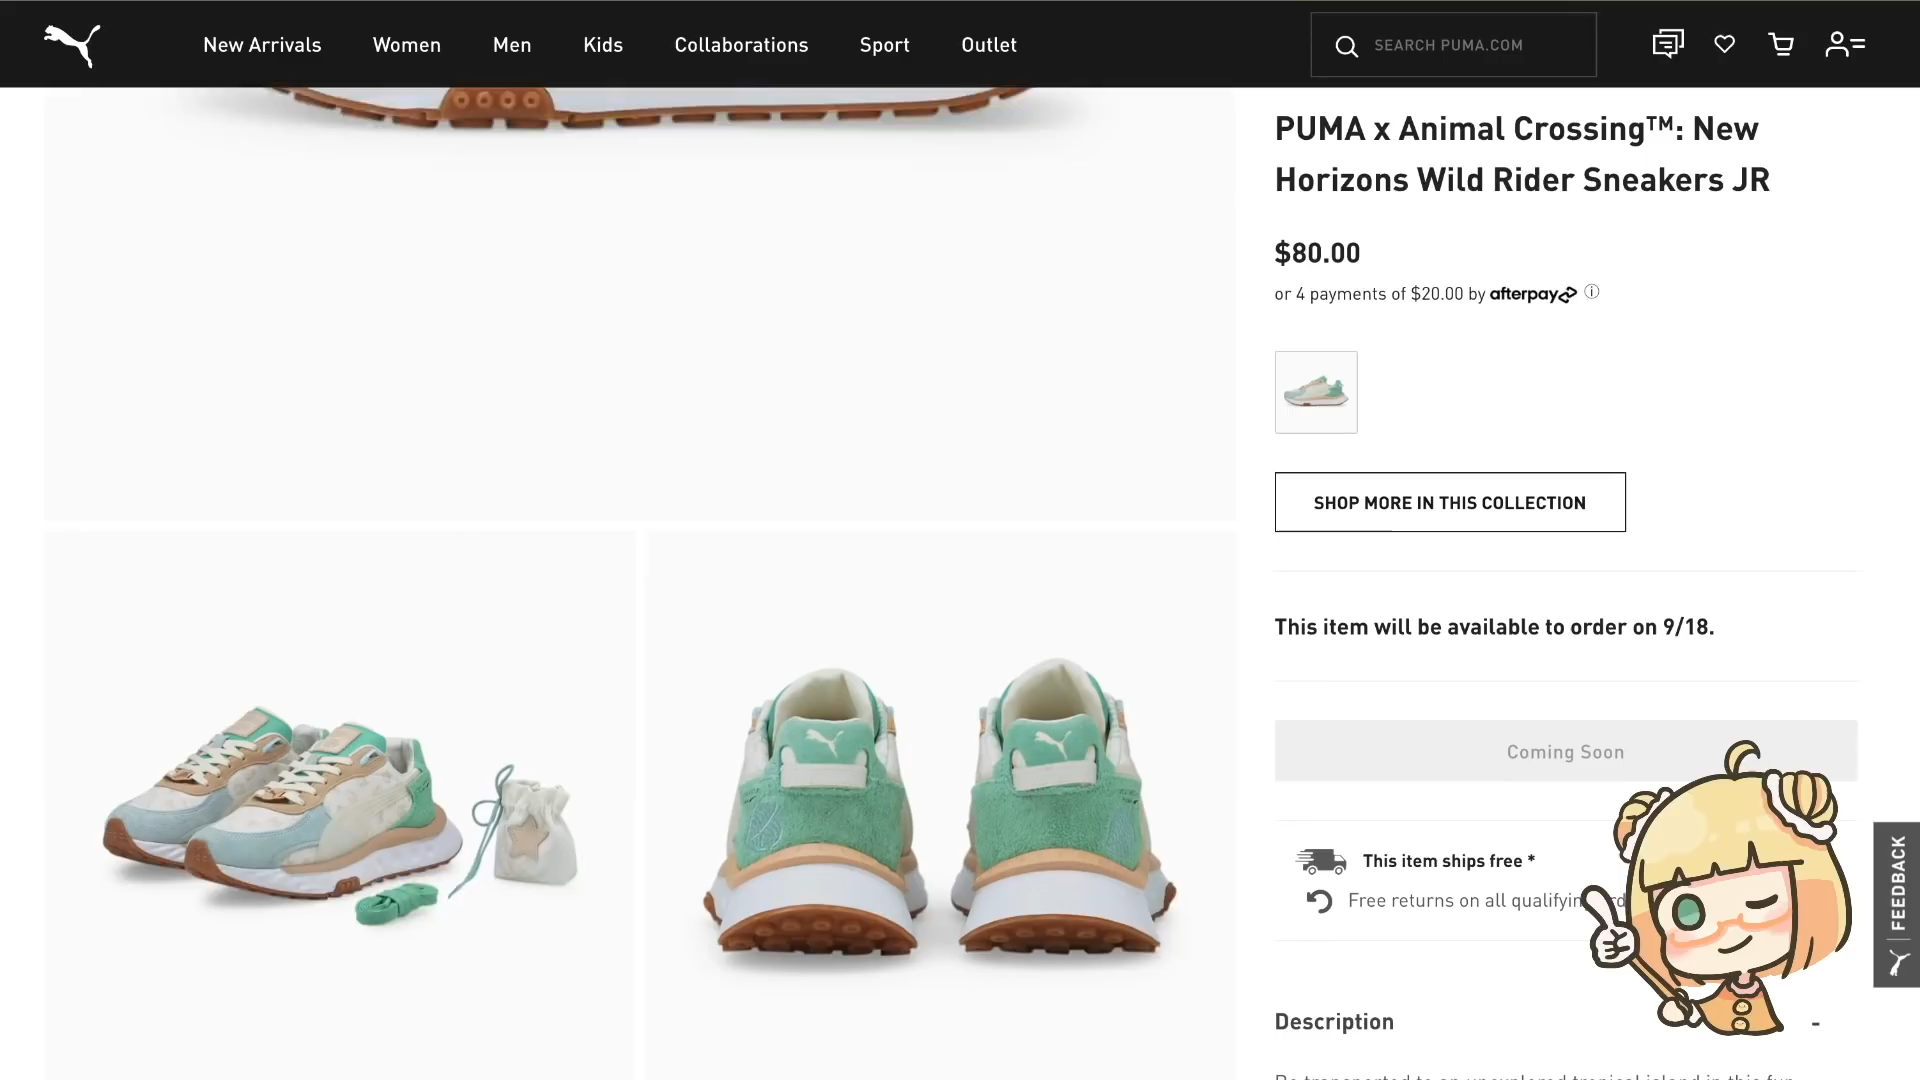 New Arrivals Women Men Kids Collaborations Sport Outlet
SEARCH PUMA.COM
PUMA x Animal Crossing™: New
Horizons Wild Rider Sneakers JR
$80.00
or 4 payments of $20.00 by afterpay
SHOP MORE IN THIS COLLECTION
This item will be available to order on 9/18.
Coming Soon
This item ships free *
Free returns on all
FEEDBACK
Description
-